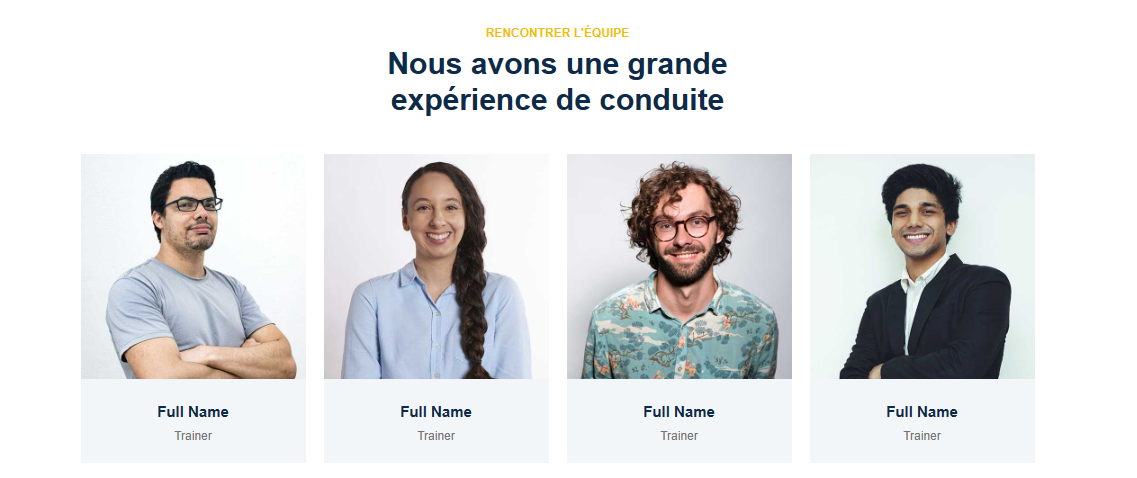 RENCONTRER L'ÉQUIPE
Nous avons une grande
expérience de conduite
Full Name
Trainer
Full Name
Trainer
Full Name
Trainer
Full Name
Trainer